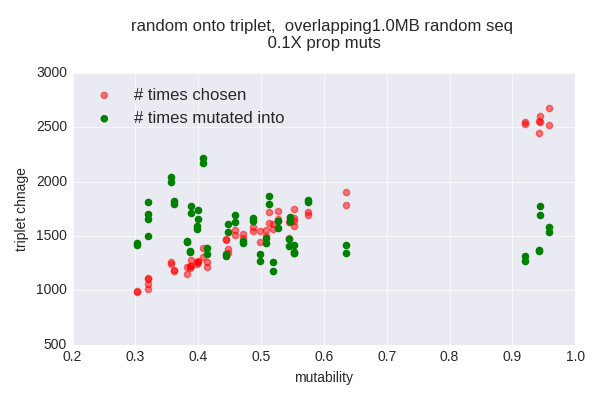 random onto triplet,  overlapping1.0MB random seq
0.1X prop muts
3000
2500
2000
1500
1000
500
# times chosen
# times mutated into
triplet chnage
0.2 0.3 0.4 0.5 0.6 0.7 0.8 0.9 1.0
mutability